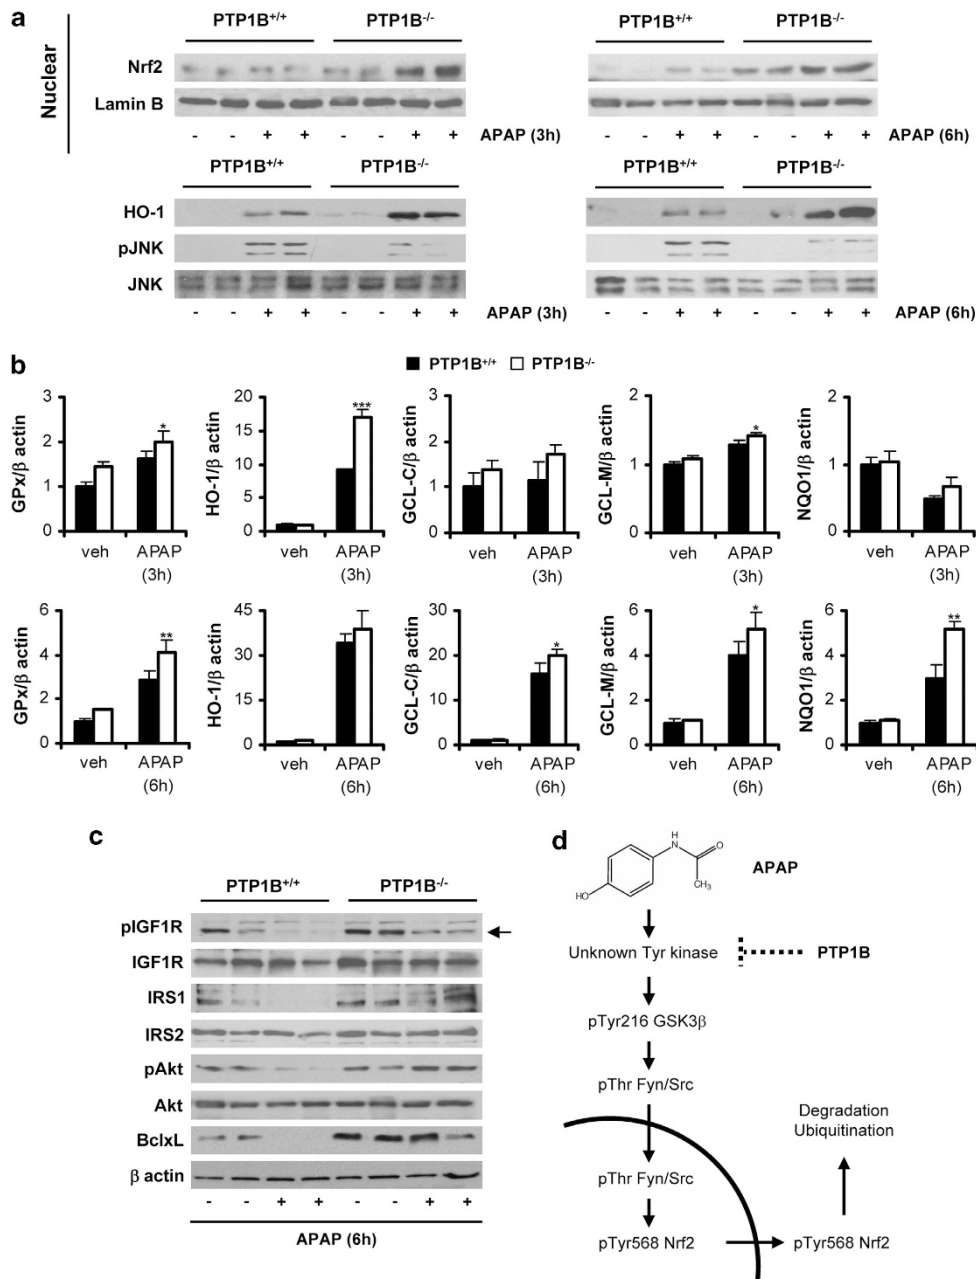 a
Nuclear
PTP1B+/+ PTP1B-/- PTP1B+/+ PTP1B-/-
Nrf2
Lamin B
- - + + - - + + APAP (3h) - - + + - - + + APAP (6h)
PTP1B+/+ PTP1B-/- PTP1B+/+ PTP1B-/-
HO-1
pJNK
JNK
- - + + - - + + APAP (3h) - - + + - - + + APAP (6h)
b
PTP1B+/+ PTP1B-/-
GPx/β actin
3
2
1
0
*
veh APAP
(3h)
HO-1/β actin
20
15
10
5
0
***
veh APAP
(3h)
GCL-C/β actin
3
2
1
0
veh APAP
(3h)
GCL-M/β actin
2
1
0
*
veh APAP
(3h)
NQO1/β actin
2
1
0
veh APAP
(3h)
GPx/β actin
6
4
2
0
**
veh APAP
(6h)
HO-1/β actin
45
30
15
0
veh APAP
(6h)
GCL-C/β actin
30
20
10
0
*
veh APAP
(6h)
GCL-M/β actin
6
4
2
0
*
veh APAP
(6h)
NQO1/β actin
6
4
2
0
**
veh APAP
(6h)
c
PTP1B+/+ PTP1B-/-
pIGF1R
IGF1R
IRS1
IRS2
pAkt
Akt
BclxL
β actin
- - + + - - + +
APAP (6h)
d
H
N
O
CH3
HO
APAP
Unknown Tyr kinase
PTP1B
pTyr216 GSK3β
pThr Fyn/Src
pThr Fyn/Src
pTyr568 Nrf2
pTyr568 Nrf2
Degradation
Ubiquitination